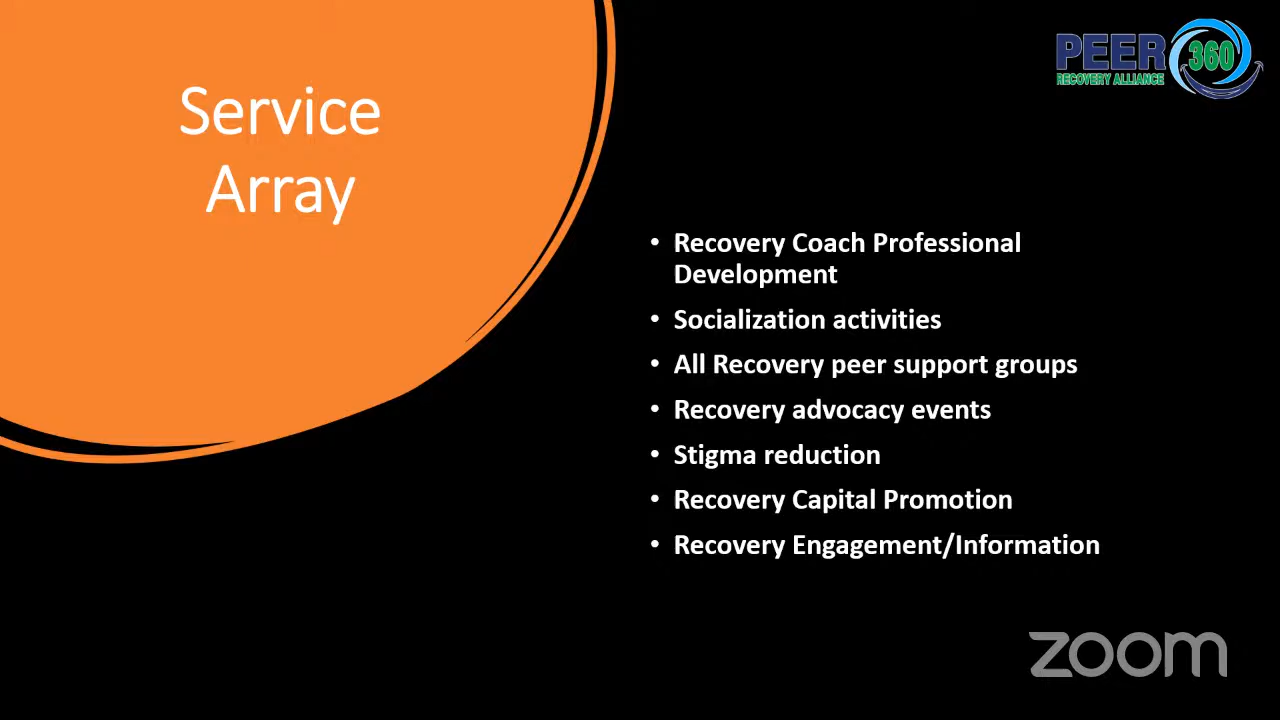 Service
Array
PEER 360
RECOVERY ALLIANCE
• Recovery Coach Professional
Development
• Socialization activities
• All Recovery peer support groups
• Recovery advocacy events
• Stigma reduction
• Recovery Capital Promotion
• Recovery Engagement/Information
zoom